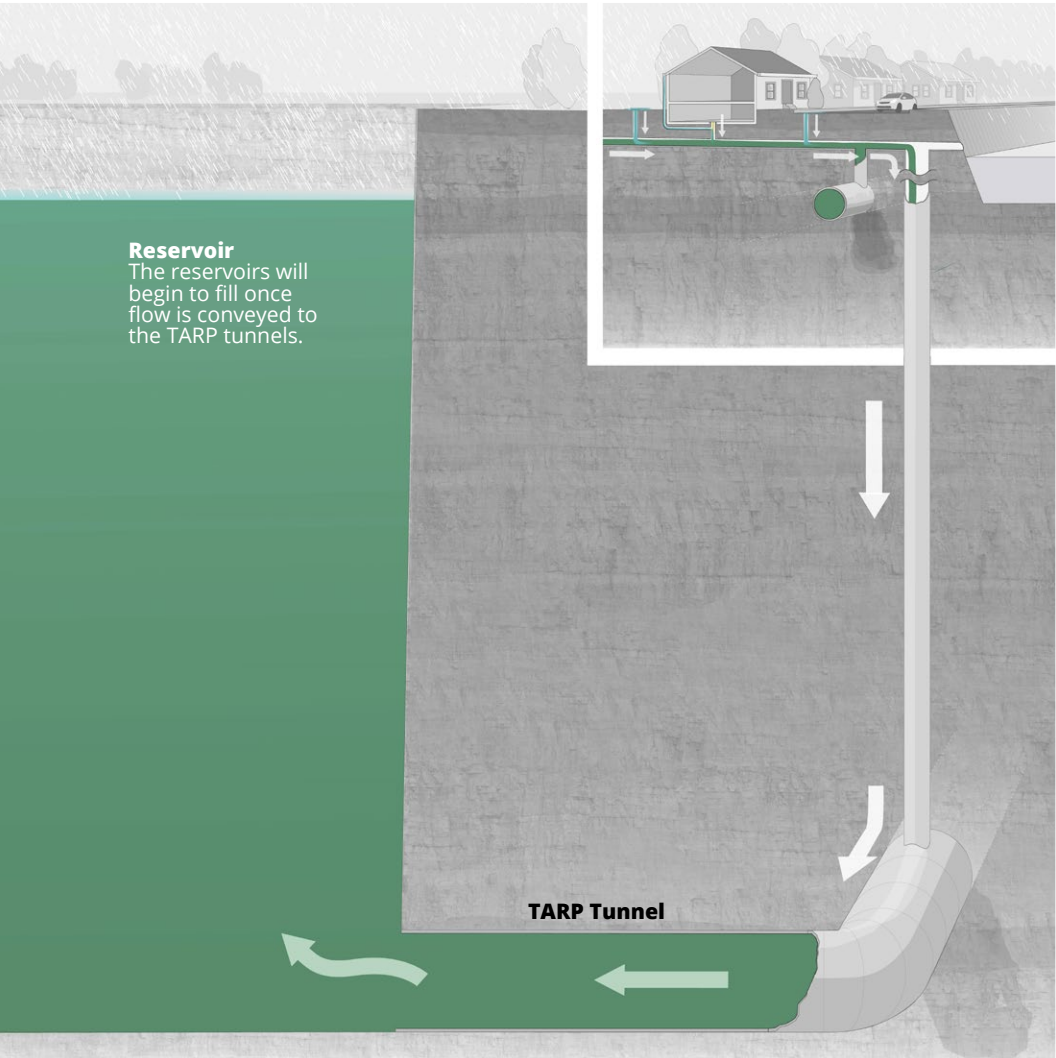 Reservoir
The reservoirs will
begin to fill once
flow is conveyed to
the TARP tunnels.
TARP Tunnel